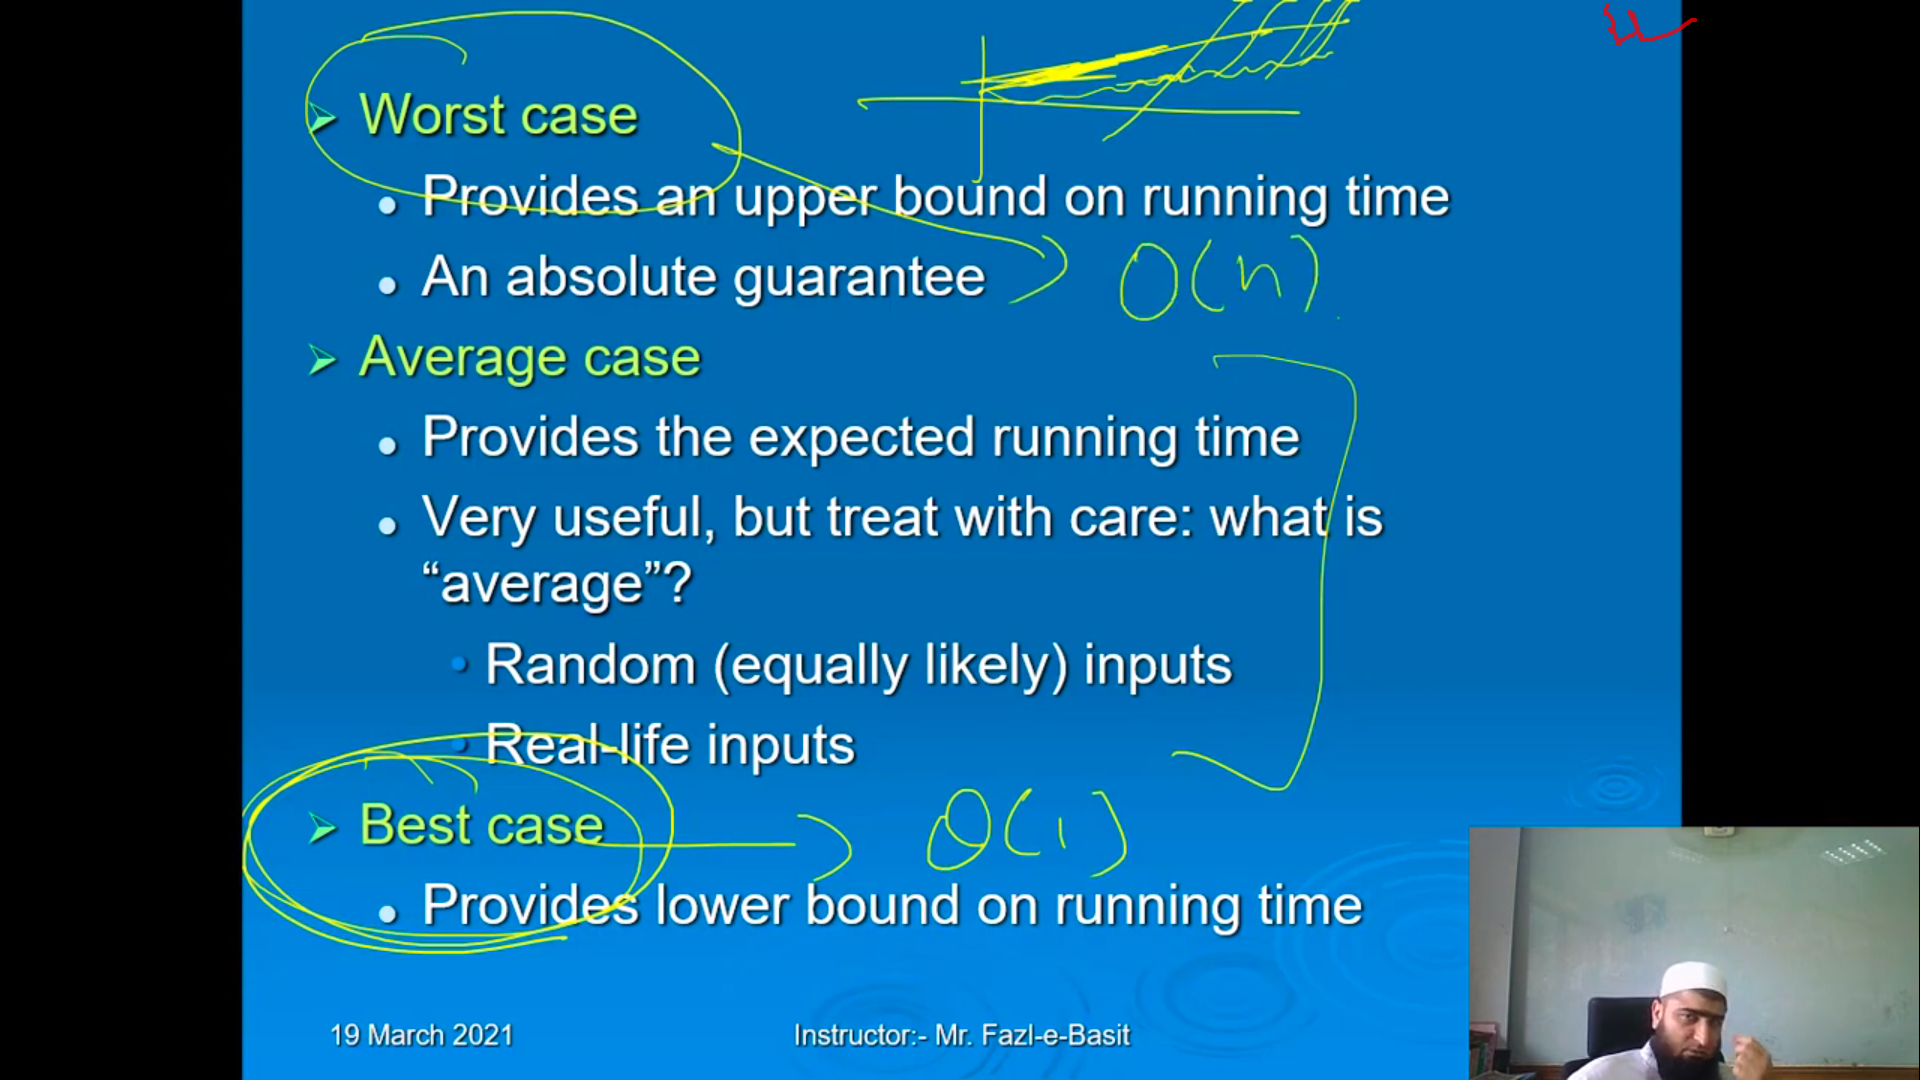 Worst case
Provides an upper bound on running time
An absolute guarantee
O(n)
Average case
Provides the expected running time
Very useful, but treat with care: what is
“average”?
Random (equally likely) inputs
Real-life inputs
Best case
O(1)
Provides lower bound on running time
19 March 2021
Instructor:- Mr. Fazl-e-Basit